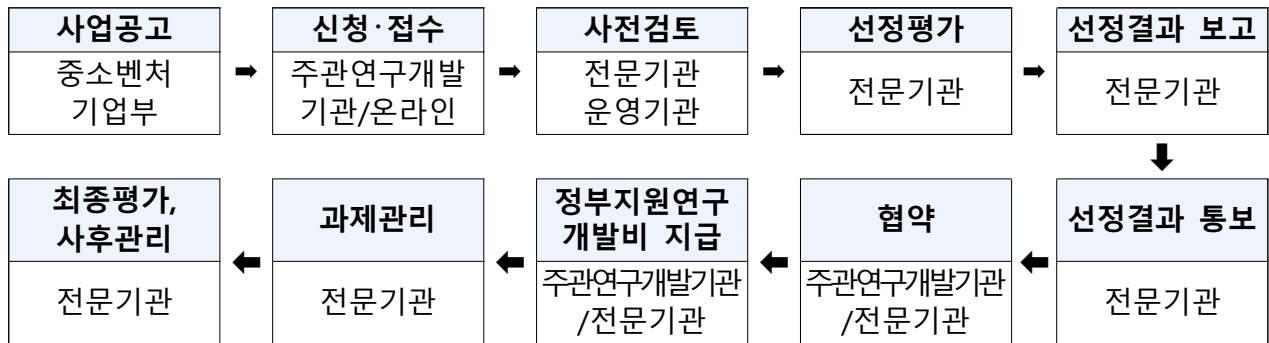 사업공고
중소벤처
기업부
➡
신청·접수
주관연구개발
기관/온라인
➡
사전검토
전문기관
운영기관
➡
선정평가
전문기관
➡
선정결과 보고
전문기관
⬇
선정결과 통보
전문기관
⬅
협약
주관연구개발기관
/전문기관
⬅
정부지원연구
개발비 지급
주관연구개발기관
/전문기관
⬅
과제관리
전문기관
⬅
최종평가,
사후관리
전문기관